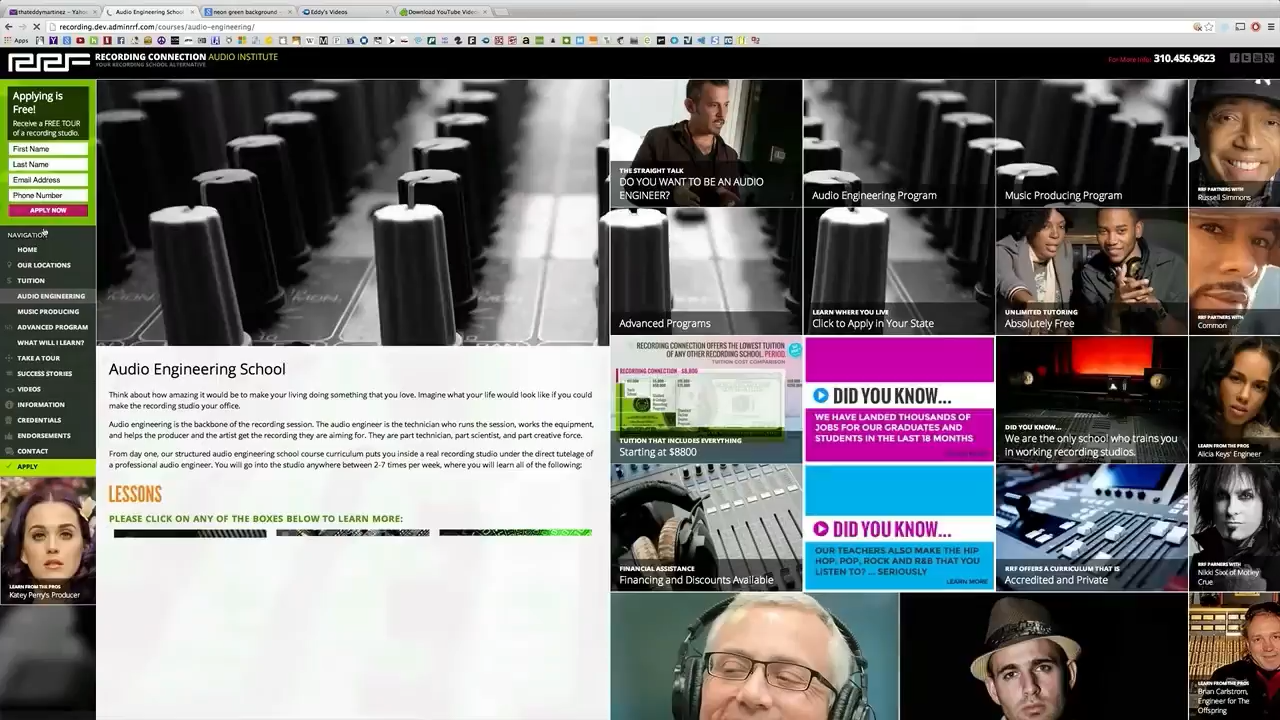 thateddymartinez – Yaho
Audio Engineering School
neon green background
Eddy's Videos
Download YouTube Video
recording.dev.adminrrf.com/courses/audio-engineering/
Apps
RRF
RECORDING CONNECTION AUDIO INSTITUTE
YOUR RECORDING SCHOOL ALTERNATIVE
For More Info: 310.456.9623
Applying is
Free!
Receive a FREE TOUR
of a recording studio.
First Name
Last Name
Email Address
Phone Number
APPLY NOW
NAVIGATION
HOME
OUR LOCATIONS
TUITION
AUDIO ENGINEERING
MUSIC PRODUCING
ADVANCED PROGRAM
WHAT WILL I LEARN?
TAKE A TOUR
SUCCESS STORIES
VIDEOS
INFORMATION
CREDENTIALS
ENDORSEMENTS
CONTACT
APPLY
LEARN FROM THE PROS
Katey Perry's Producer
Audio Engineering School
Think about how amazing it would be to make your living doing something that you love. Imagine what your life would look like if you could
make the recording studio your office.
Audio engineering is the backbone of the recording session. The audio engineer is the technician who runs the session, works the equipment,
and helps the producer and the artist get the recording they are aiming for. They are part technician, part scientist, and part creative force.
From day one, our structured audio engineering school course curriculum puts you inside a real recording studio under the direct tutelage of
a professional audio engineer. You will go into the studio anywhere between 2-7 times per week, where you will learn all of the following:
LESSONS
PLEASE CLICK ON ANY OF THE BOXES BELOW TO LEARN MORE:
THE STRAIGHT TALK
DO YOU WANT TO BE AN AUDIO
ENGINEER?
Audio Engineering Program
Music Producing Program
RRF PARTNERS WITH
Russell Simmons
Advanced Programs
LEARN WHERE YOU LIVE
Click to Apply in Your State
UNLIMITED TUTORING
Absolutely Free
RRF PARTNERS WITH
Common
RECORDING CONNECTION OFFERS THE LOWEST TUITION
OF ANY OTHER RECORDING SCHOOL. PERIOD
TUITION COST COMPARISON
RECORDING CONNECTION - $8,800
TUITION THAT INCLUDES EVERYTHING
Starting at $8800
DID YOU KNOW...
WE HAVE LANDED THOUSANDS OF
JOBS FOR OUR GRADUATES AND
STUDENTS IN THE LAST 18 MONTHS
DID YOU KNOW...
We are the only school who trains you
in working recording studios.
LEARN FROM THE PROS
Alicia Keys' Engineer
FINANCIAL ASSISTANCE
Financing and Discounts Available
DID YOU KNOW...
OUR TEACHERS ALSO MAKE THE HIP
HOP, POP, ROCK AND R&B THAT YOU
LISTEN TO? ... SERIOUSLY
LEARN MORE
RRF OFFERS A CURRICULUM THAT IS
Accredited and Private
RRF PARTNERS WITH
Nikki Sixx of Motley
Crue
LEARN FROM THE PROS
Brian Carlstrom,
Engineer for The
Offspring